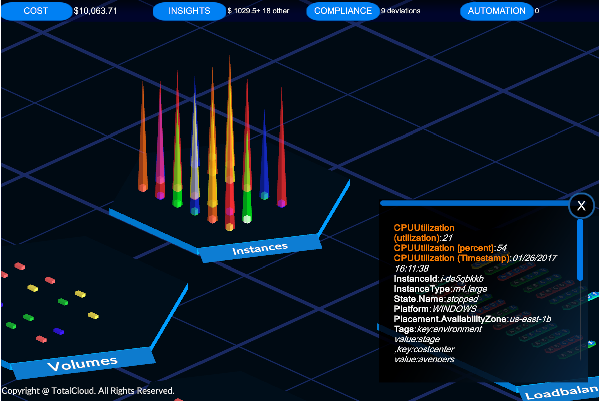 COST $10,063.71 INSIGHTS $ 1029.5+ 18 other COMPLIANCE 9 deviations AUTOMATION 0
X
CPUUtilization
(utilization):21
CPUUtilization (percent):54
CPUUtilization (Timestamp):01/26/2017
16:11:38
InstanceId:i-de5gbkkb
InstanceType:m4.large
State.Name:stopped
Platform:WINDOWS
Placement.AvailabilityZone:us-east-1b
Tags:key:environment
value:stage
,key:costcenter
value:avengers
Instances
Volumes
Loadbalan
Copyright @ TotalCloud. All Rights Reserved.